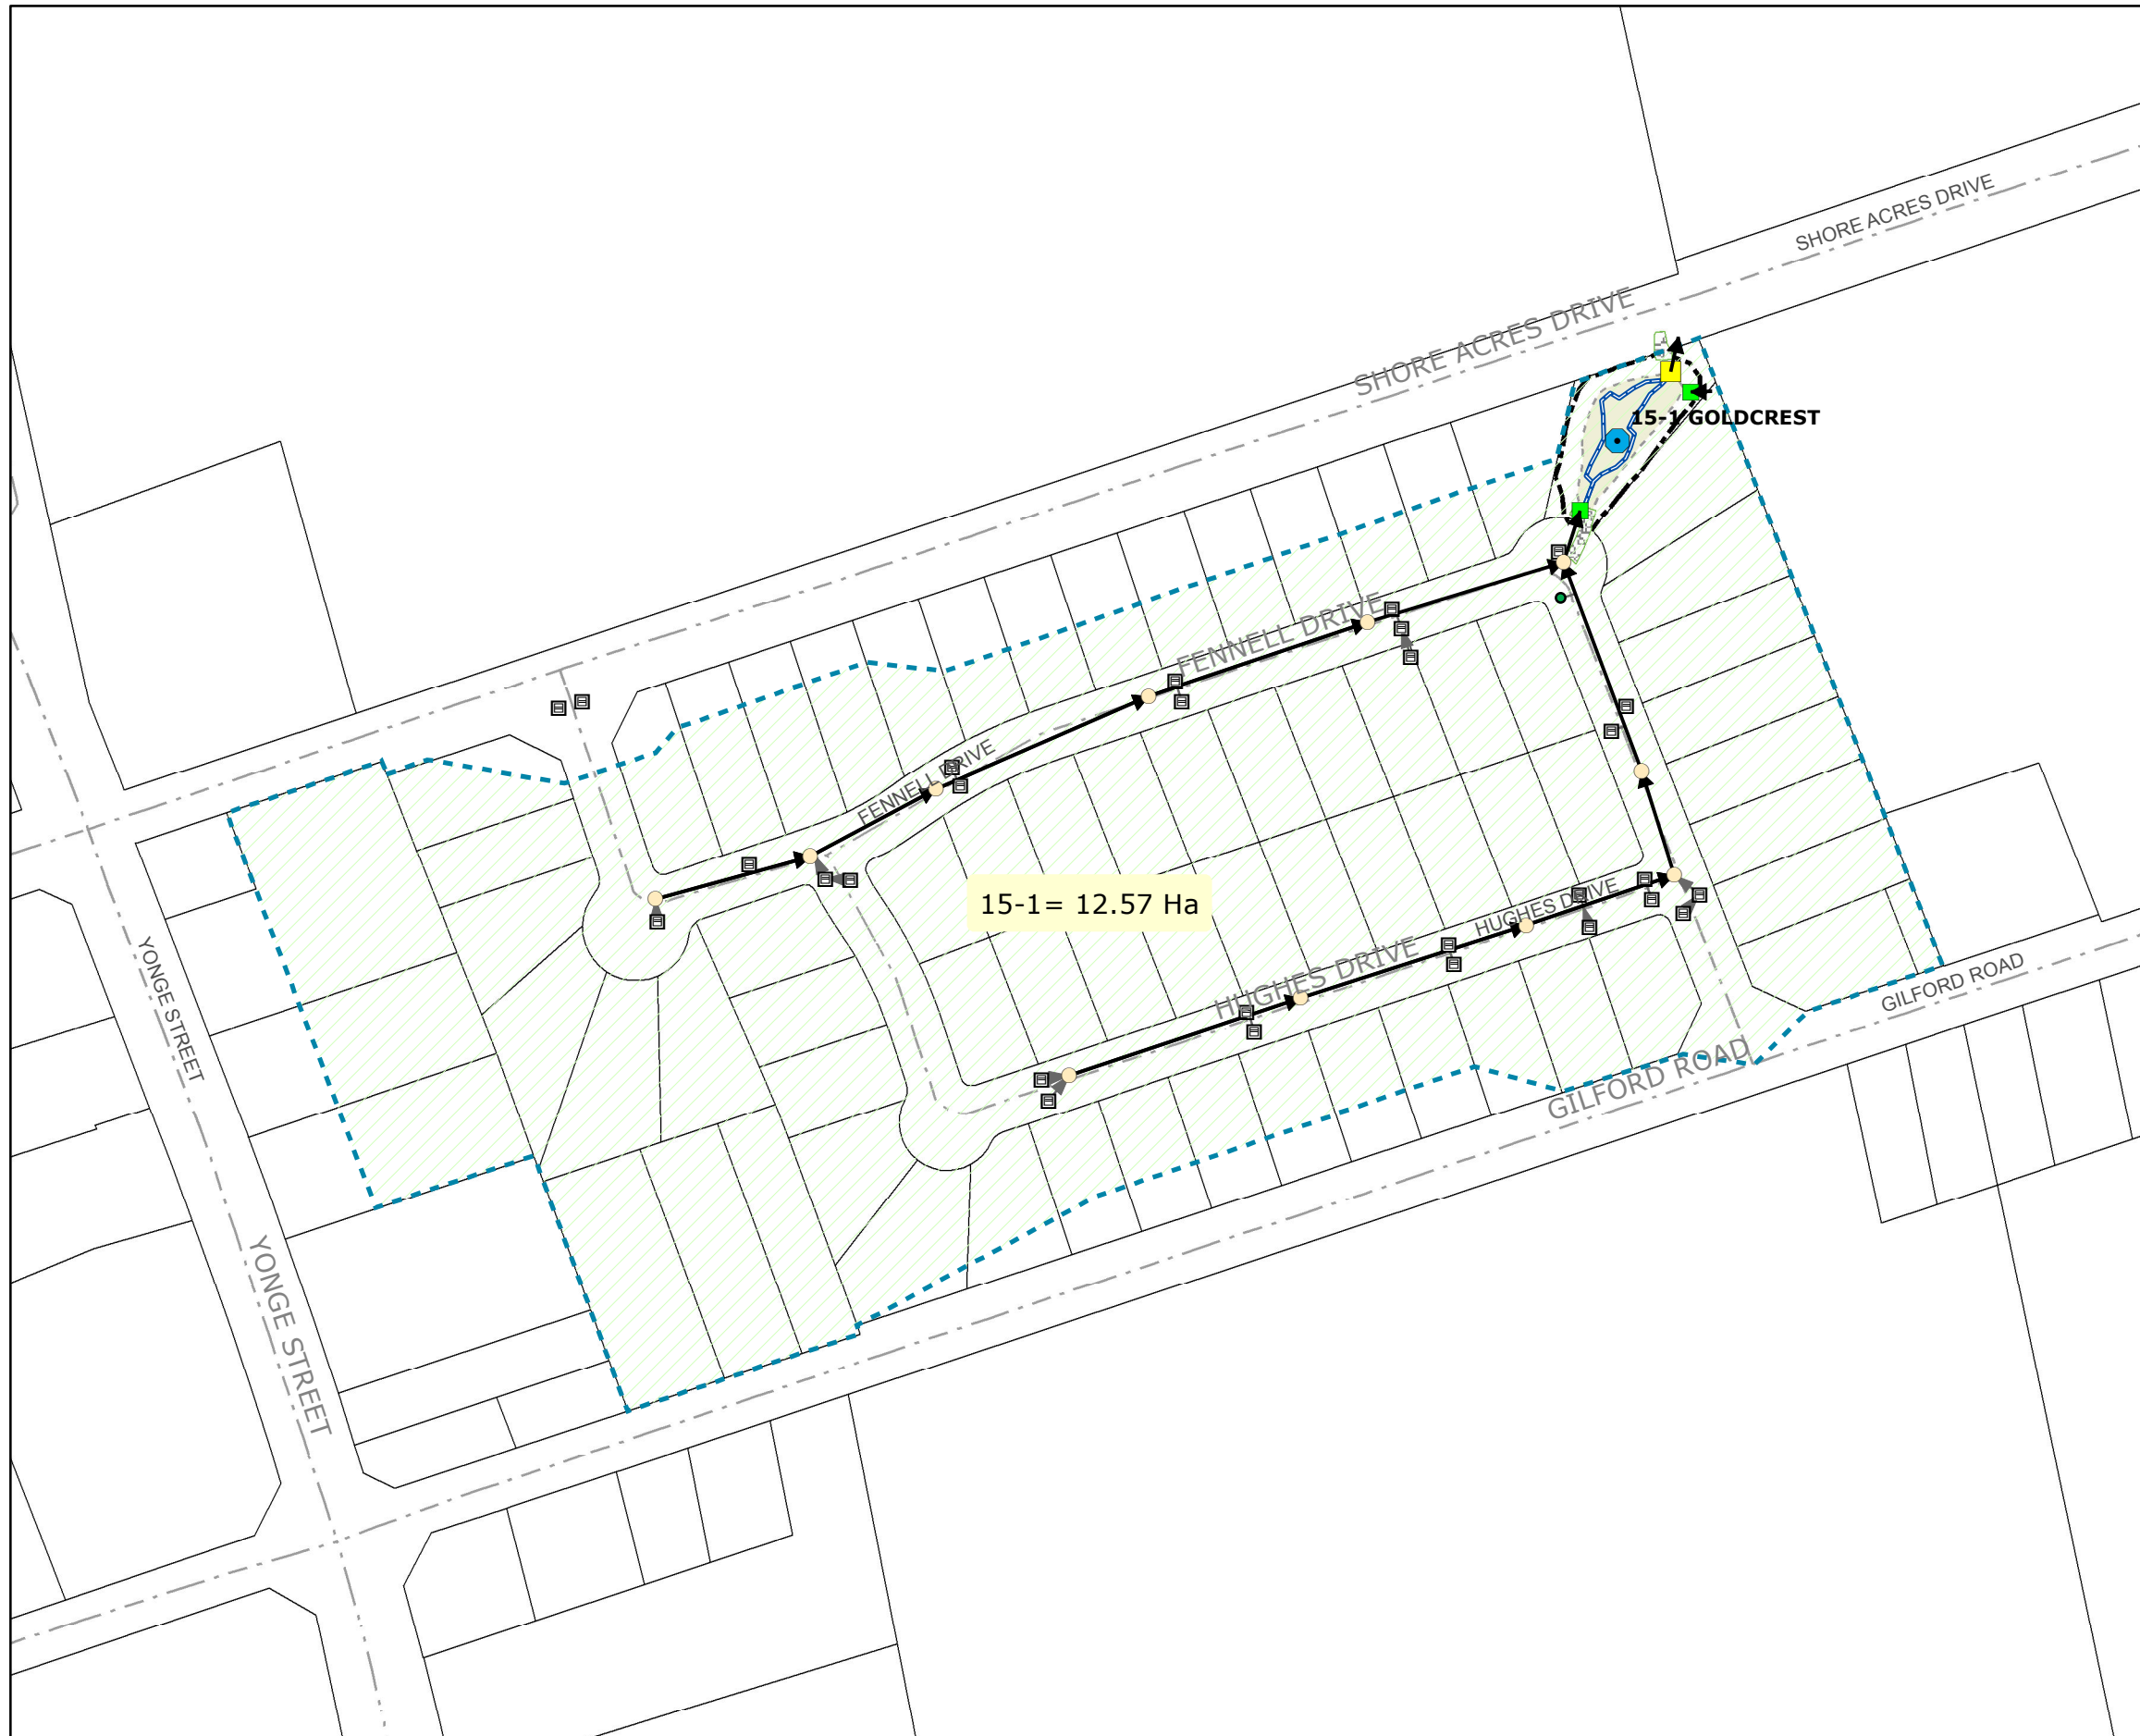 SHORE ACRES DRIVE
SHORE ACRES DRIVE
15-1 GOLDCREST
FENNELL DRIVE
FENNELL DRIVE
15-1= 12.57 Ha
HUGHES DRIVE
HUGHES DRIVE
YONGE STREET
GILFORD ROAD
GILFORD ROAD
YONGE STREET